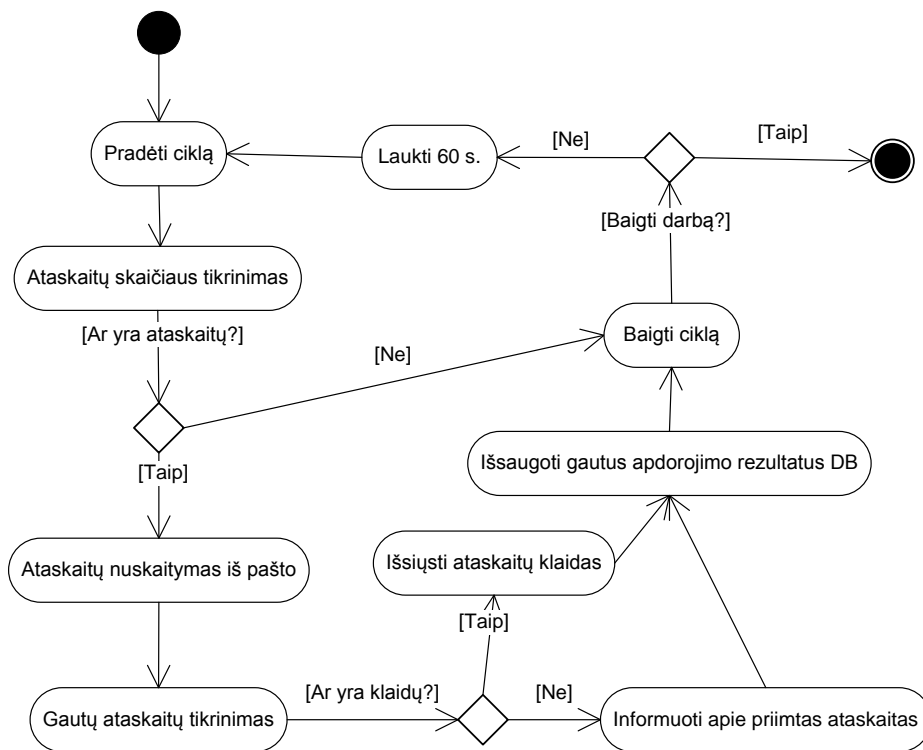 [Taip]
[Ne]
Pradėti ciklą
Laukti 60 s.
[Baigti darbą?]
Ataskaitų skaičiaus tikrinimas
[Ar yra ataskaitų?]
Baigti ciklą
[Ne]
[Taip]
Išsaugoti gautus apdorojimo rezultatus DB
Ataskaitų nuskaitymas iš pašto
Išsiųsti ataskaitų klaidas
[Taip]
[Ar yra klaidų?]
[Ne]
Gautų ataskaitų tikrinimas
Informuoti apie priimtas ataskaitas